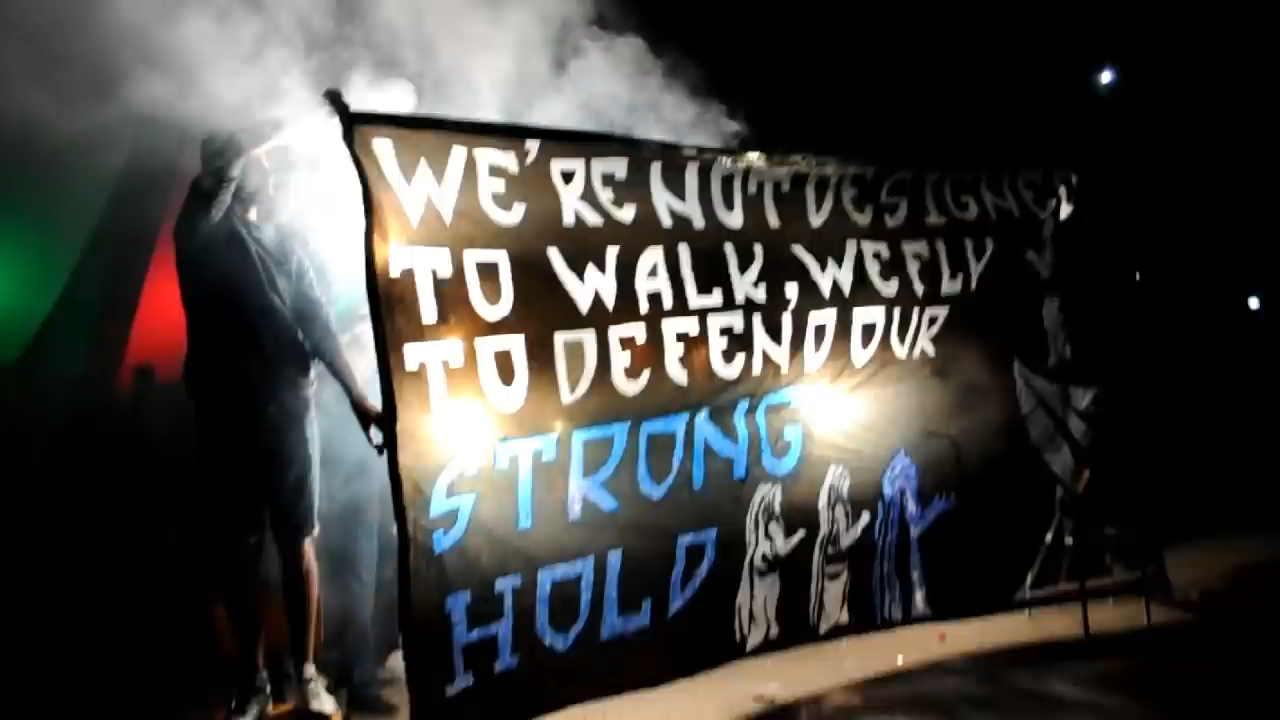 WE'RE NOT DESIGNED
TO WALK, WE FLY
TO DEFEND OUR
STRONG
HOLD